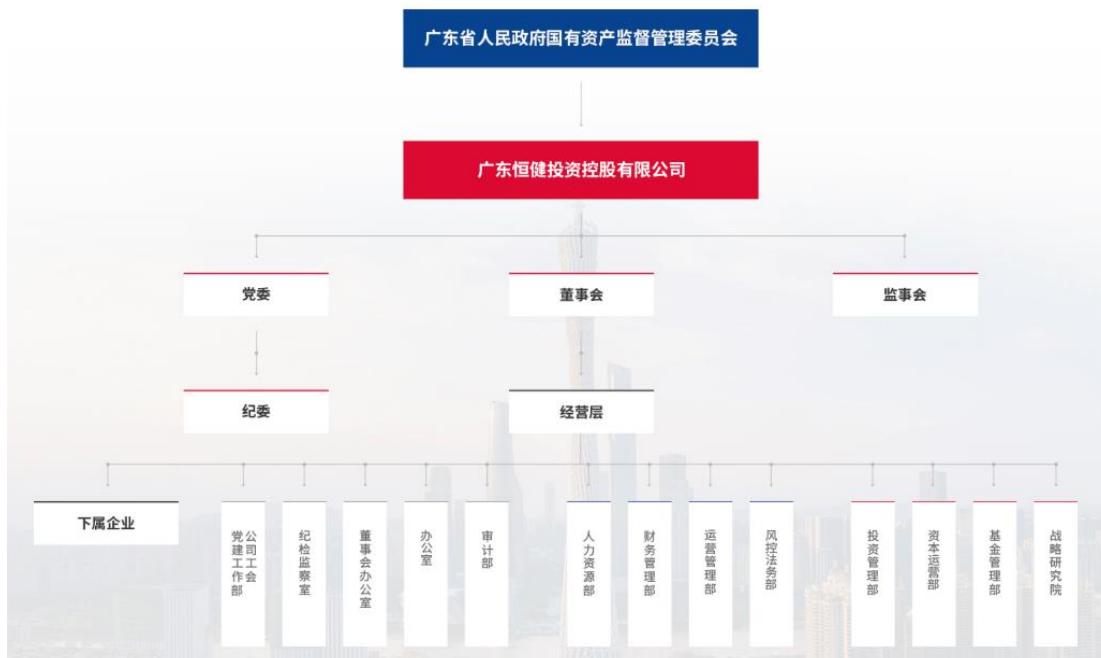 广东省人民政府国有资产监督管理委员会
广东恒健投资控股有限公司
党委
董事会
监事会
纪委
经营层
下属企业
公司工会
党建工作部
纪检监察室
董事会办公室
办公室
审计部
人力资源部
财务管理部
运营管理部
风控法务部
投资管理部
资本运营部
基金管理部
战略研究院